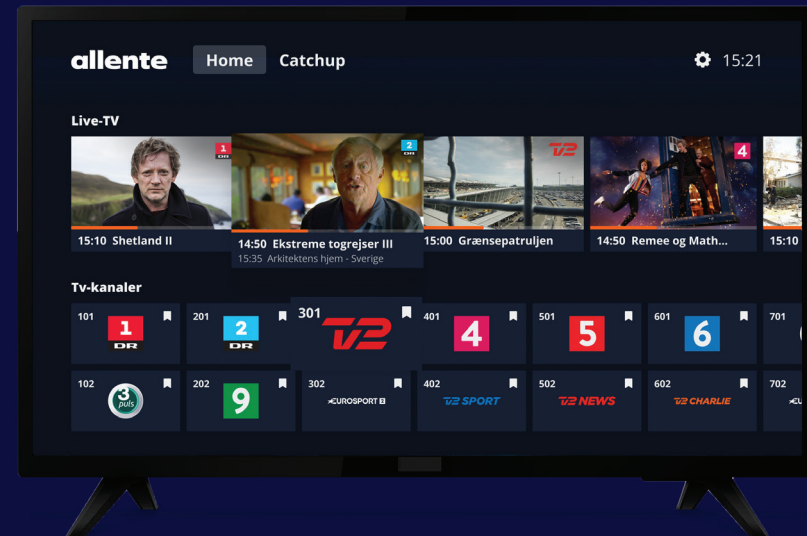 allente Home Catchup 15:21
Live-TV
1 DR 2 DR TV2 4
15:10 Shetland II 14:50 Ekstreme togrejser III 15:00 Grænsepatruljen 14:50 Remee og Math... 15:10
15:35 Arkitektens hjem - Sverige
Tv-kanaler
101 1 DR 201 2 DR 301 TV2 401 4 501 5 601 6 701
102 3 puls 202 9 302 EUROSPORT 2 402 TV2 SPORT 502 TV2 NEWS 602 TV2 CHARLIE 702